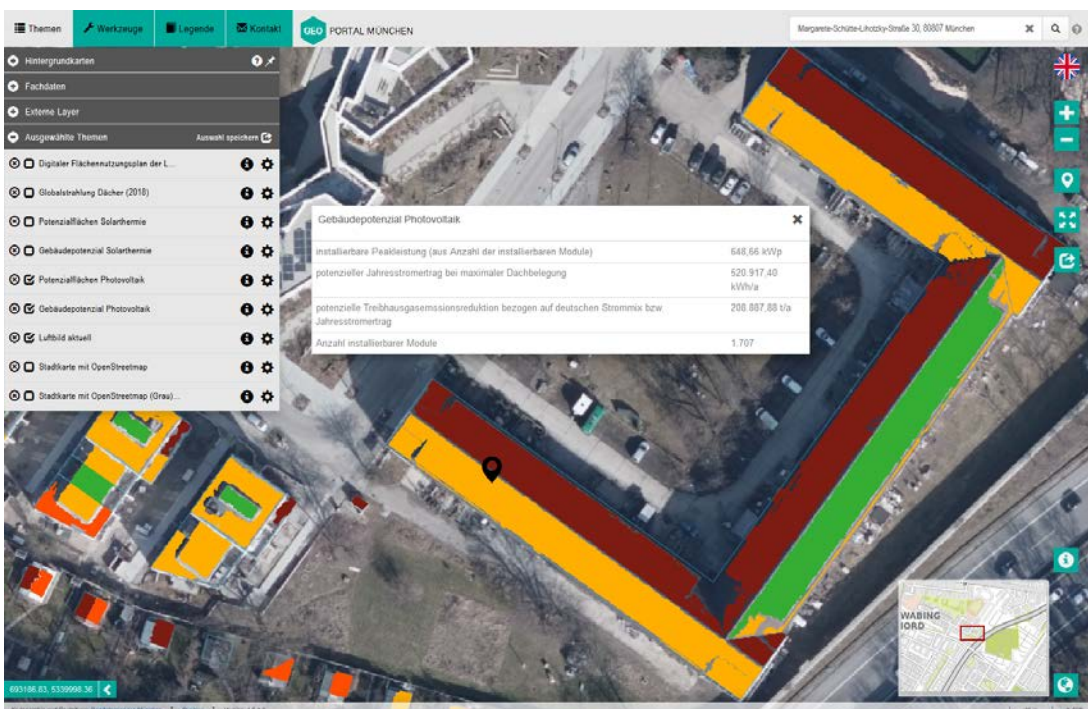 Themen
Werkzeuge
Legende
Kontakt
GEO PORTAL MÜNCHEN
Margarete-Schütte-Lihotzky-Straße 30, 80807 München
Hintergrundkarten
Fachdaten
Externe Layer
Ausgewählte Themen Auswahl speichern
Digitaler Flächennutzungsplan der L...
Globalstrahlung Dächer (2018)
Potenzialflächen Solarthermie
Gebäudepotenzial Solarthermie
Potenzialflächen Photovoltaik
Gebäudepotenzial Photovoltaik
Luftbild aktuell
Stadtkarte mit OpenStreetmap
Stadtkarte mit OpenStreetmap (Grau)...
Gebäudepotenzial Photovoltaik
installierbare Peakleistung (aus Anzahl der installierbaren Module) 648,66 kWp
potenzieller Jahresstromertrag bei maximaler Dachbelegung 520.917,40
kWh/a
potenzielle Treibhausgasemssionsreduktion bezogen auf deutschen Strommix bzw 208.887,88 t/a
Jahresstromertrag
Anzahl installierbarer Module 1.707
WABING
IORD
693186.83, 5339998.36